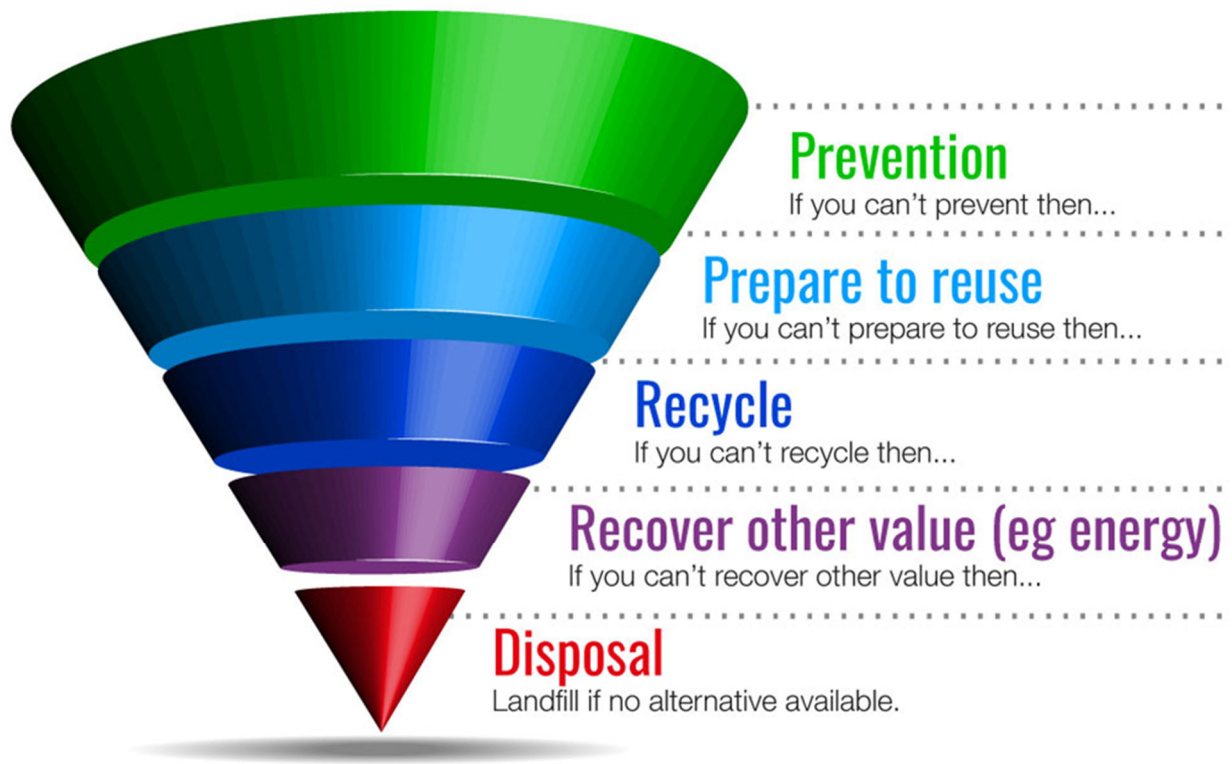 Prevention
If you can’t prevent then...
Prepare to reuse
If you can’t prepare to reuse then...
Recycle
If you can’t recycle then...
Recover other value (eg energy)
If you can’t recover other value then...
Disposal
Landfill if no alternative available.